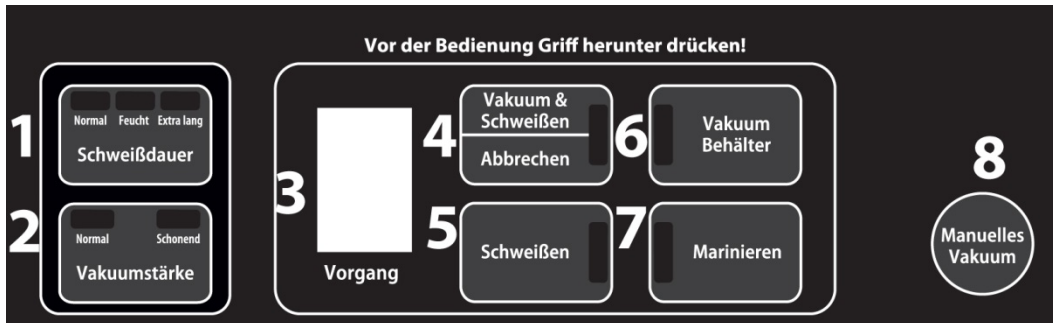 Vor der Bedienung Griff herunter drücken!
1
Normal Feucht Extra lang
Schweißdauer
2
Normal Schonend
Vakuumstärke
3
Vorgang
4
Vakuum &
Schweißen
Abbrechen
5
Schweißen
6
Vakuum
Behälter
7
Marinieren
8
Manuelles
Vakuum